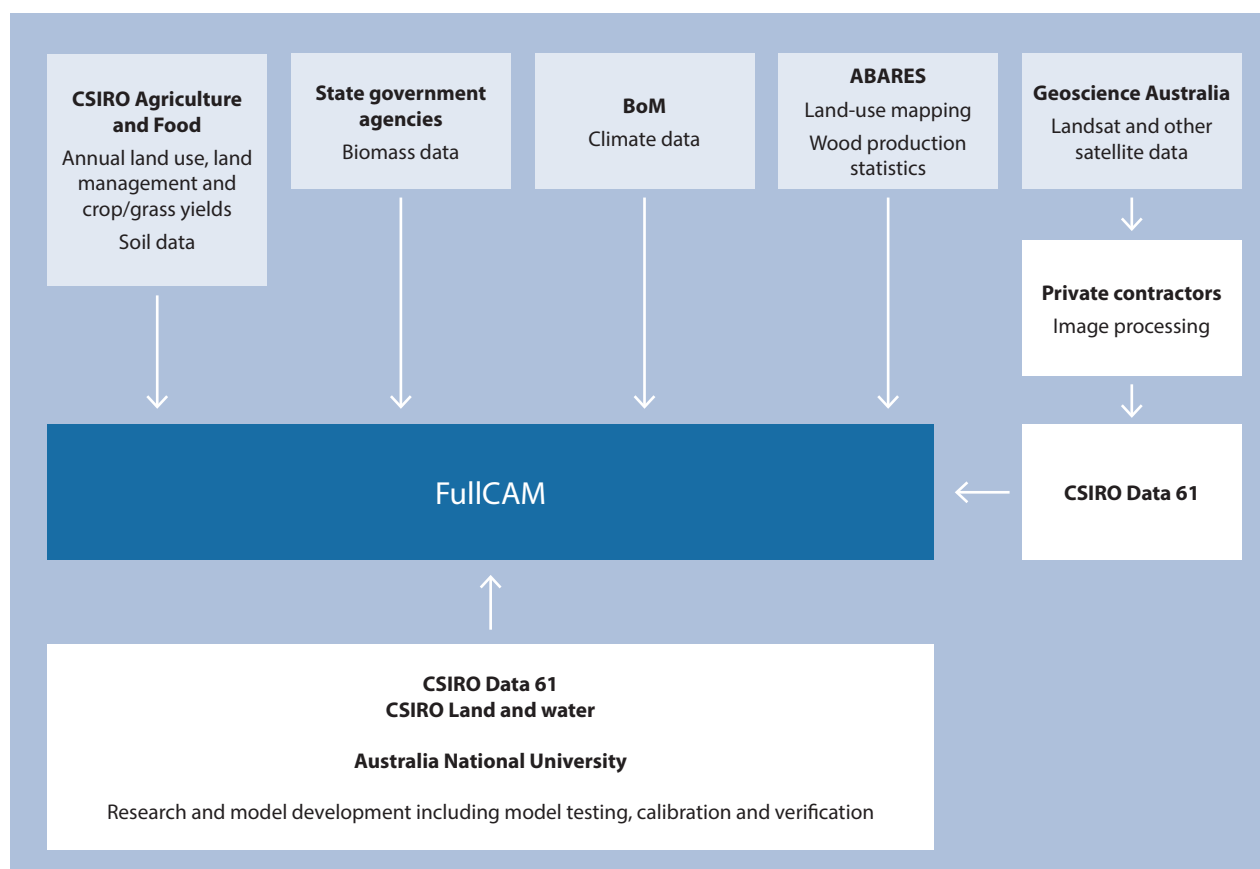 CSIRO Agriculture
and Food
Annual land use, land
management and
crop/grass yields
Soil data
State government
agencies
Biomass data
BoM
Climate data
ABARES
Land-use mapping
Wood production
statistics
Geoscience Australia
Landsat and other
satellite data
Private contractors
Image processing
FullCAM
CSIRO Data 61
CSIRO Data 61
CSIRO Land and water
Australia National University
Research and model development including model testing, calibration and verification